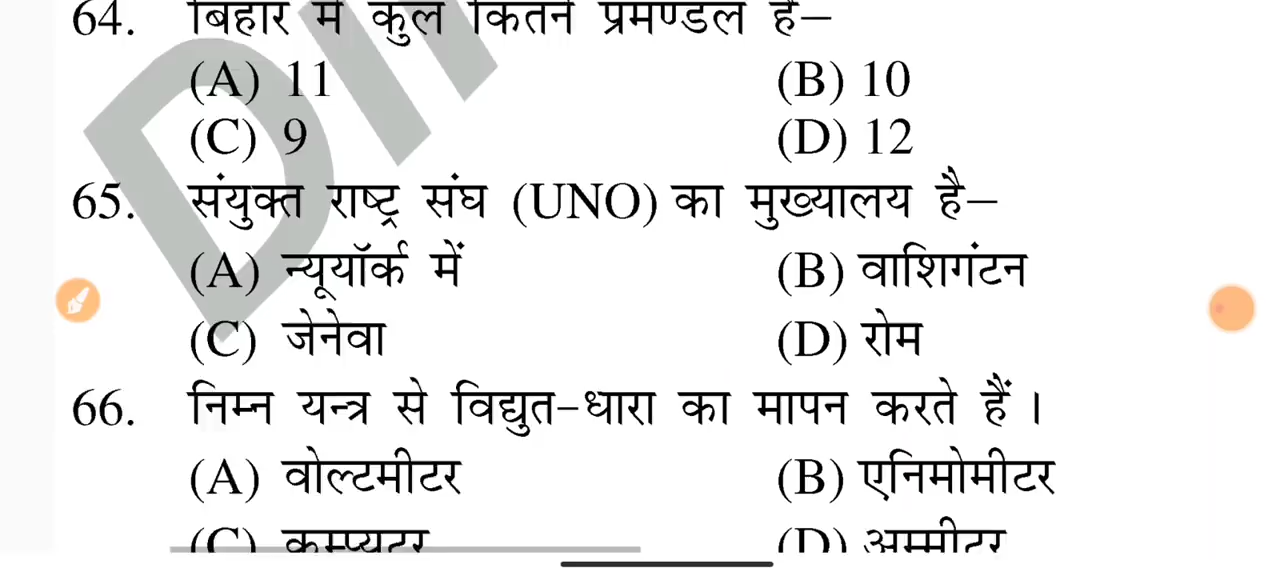 64. बिहार में कुल कितने प्रमण्डल हैं–
(A) 11 (B) 10
(C) 9 (D) 12
65. संयुक्त राष्ट्र संघ (UNO) का मुख्यालय है–
(A) न्यूयॉर्क में (B) वाशिगंटन
(C) जेनेवा (D) रोम
66. निम्न यन्त्र से विद्युत-धारा का मापन करते हैं ।
(A) वोल्टमीटर (B) एनिमोमीटर
(C) कम्प्यूटर (D) अम्मीटर